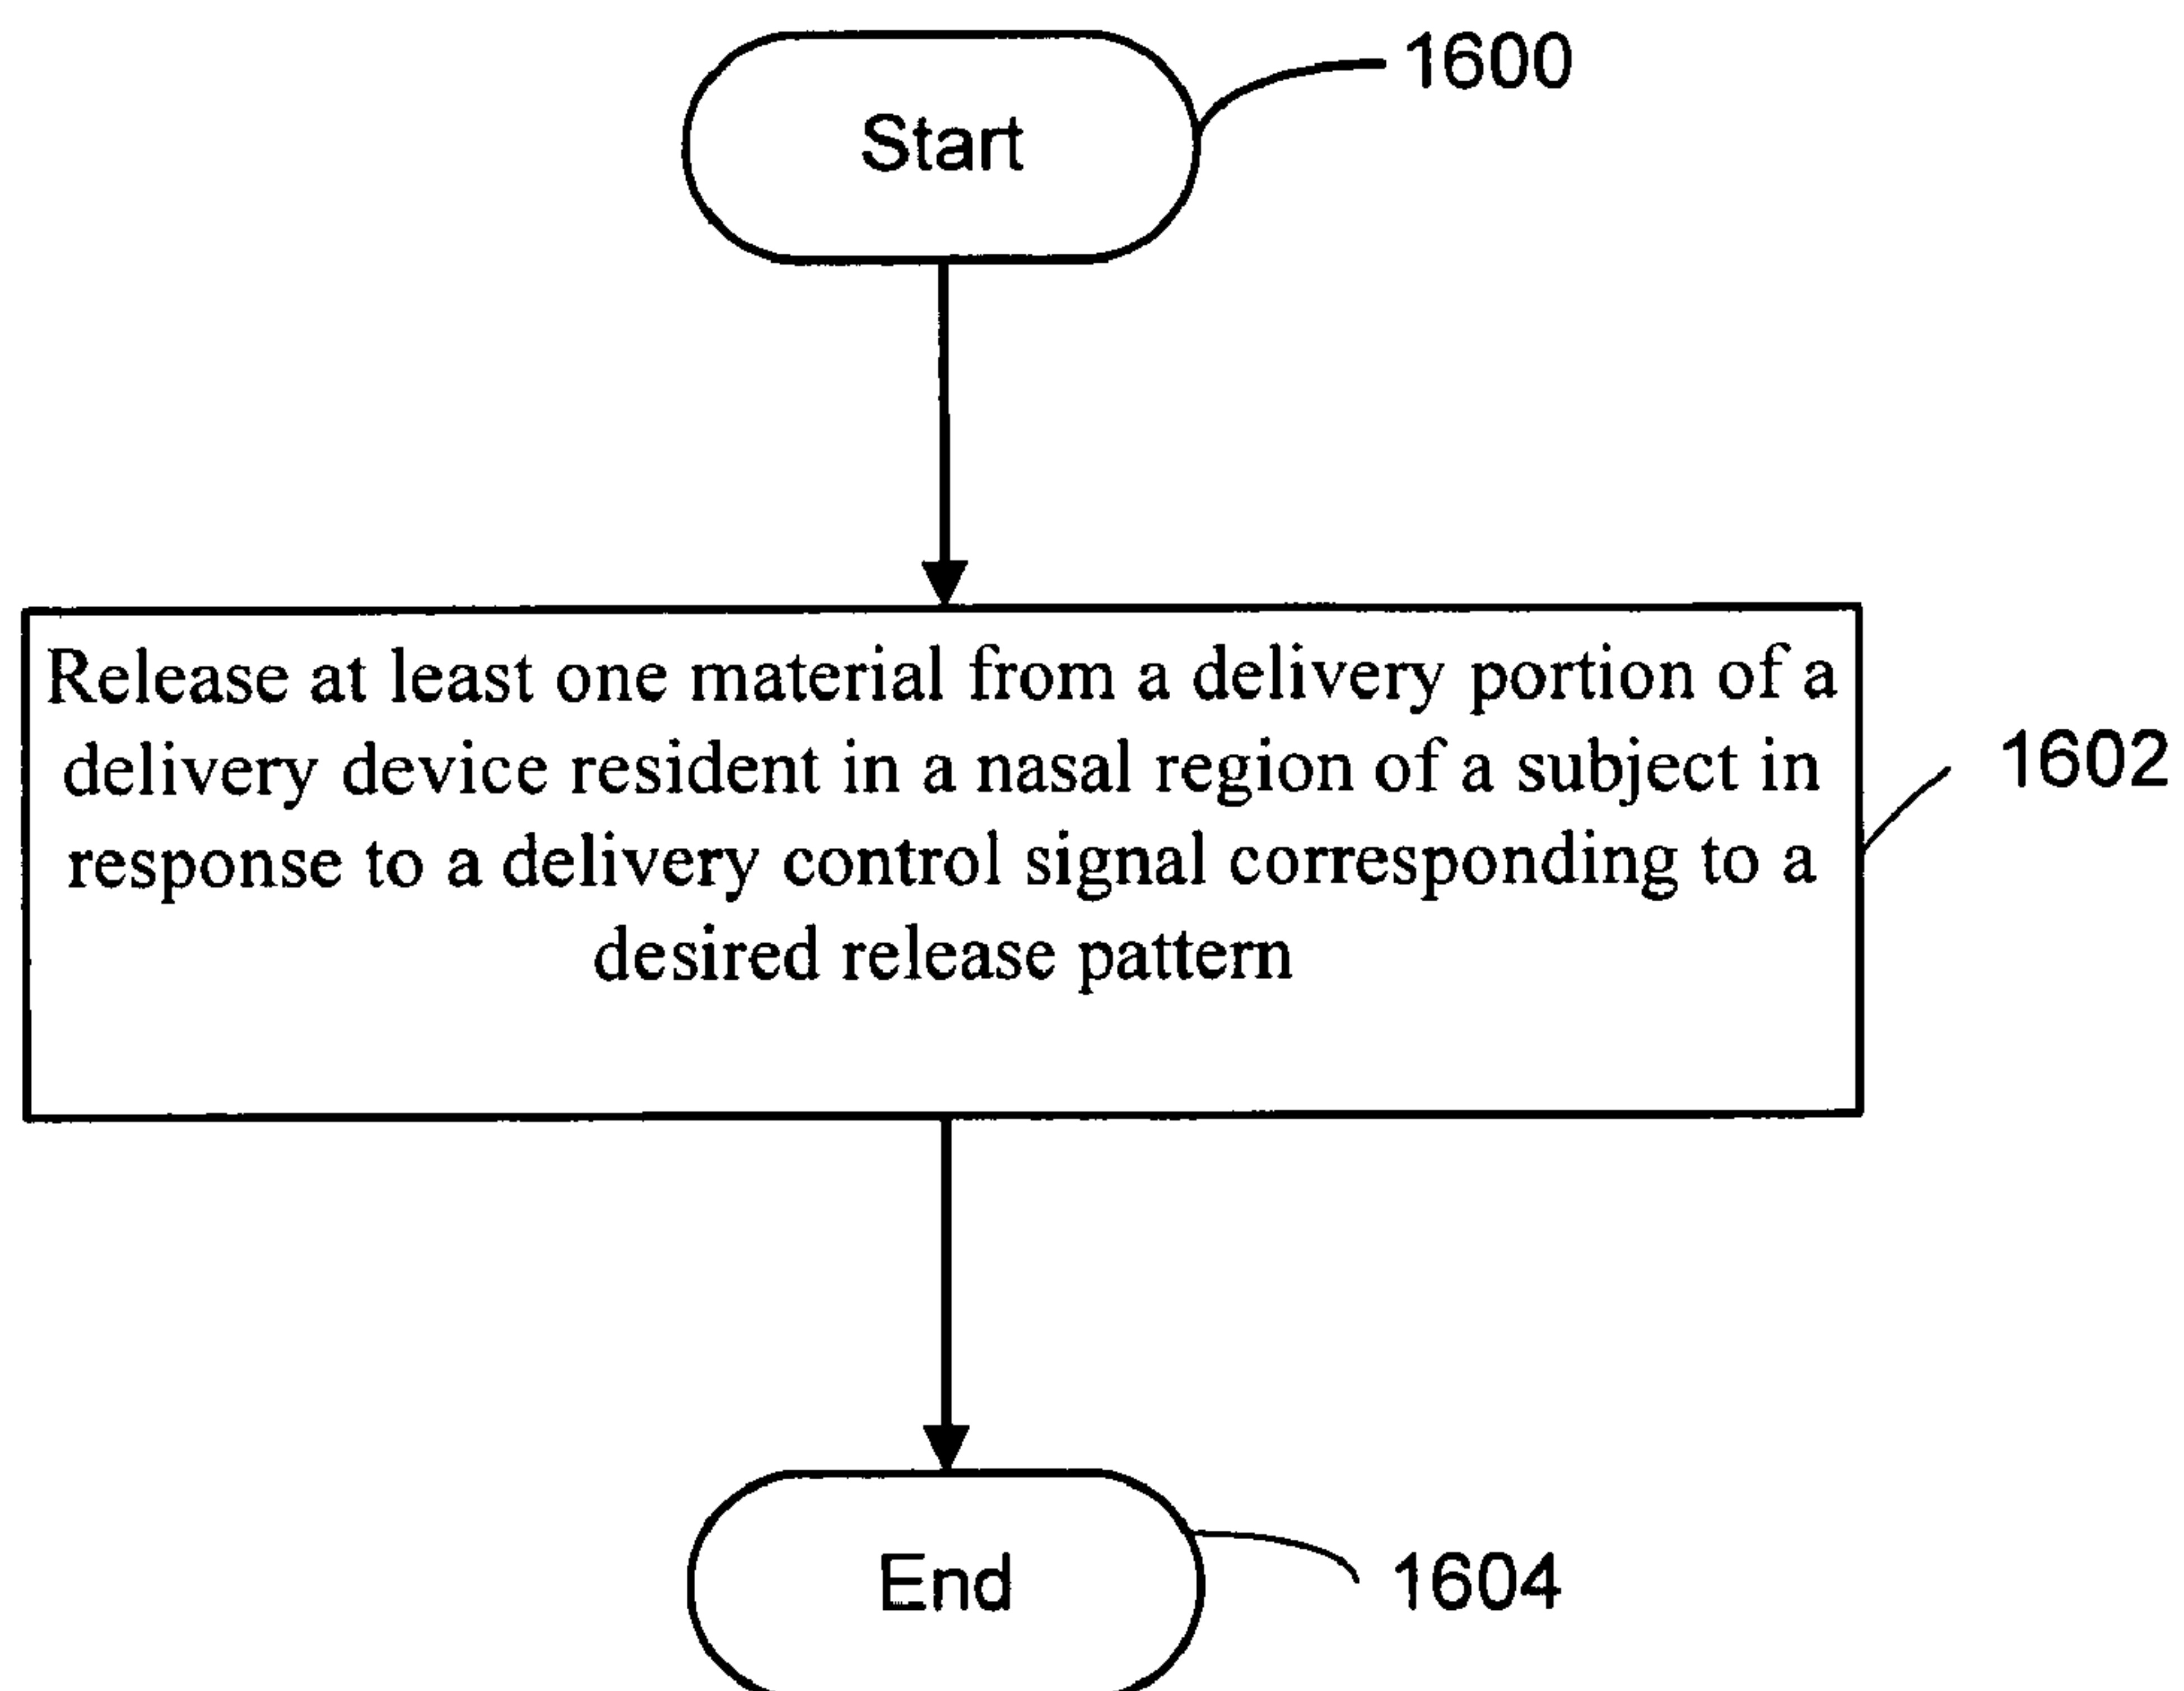 Start
1600
Release at least one material from a delivery portion of a
delivery device resident in a nasal region of a subject in
response to a delivery control signal corresponding to a
desired release pattern
1602
End
1604